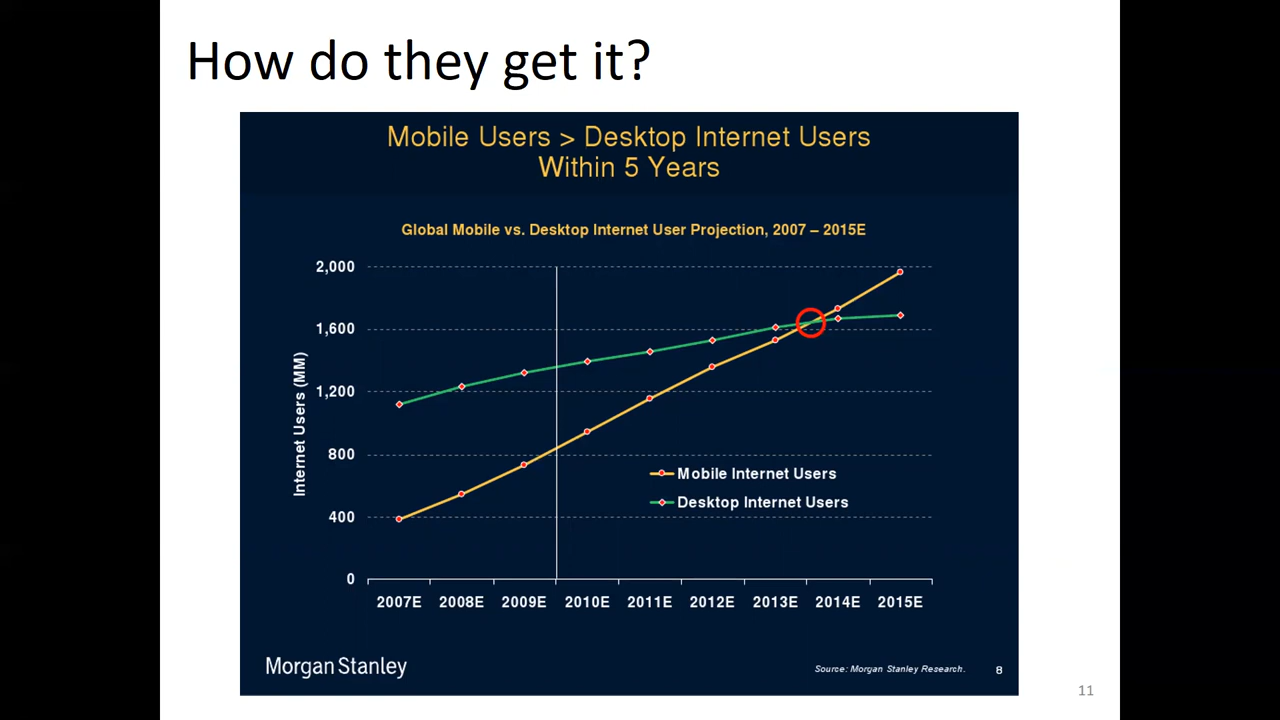 How do they get it?
Mobile Users > Desktop Internet Users
Within 5 Years
Global Mobile vs. Desktop Internet User Projection, 2007 – 2015E
2,000
1,600
1,200
800
400
0
Internet Users (MM)
Mobile Internet Users
Desktop Internet Users
2007E 2008E 2009E 2010E 2011E 2012E 2013E 2014E 2015E
Morgan Stanley
Source: Morgan Stanley Research.
8
11